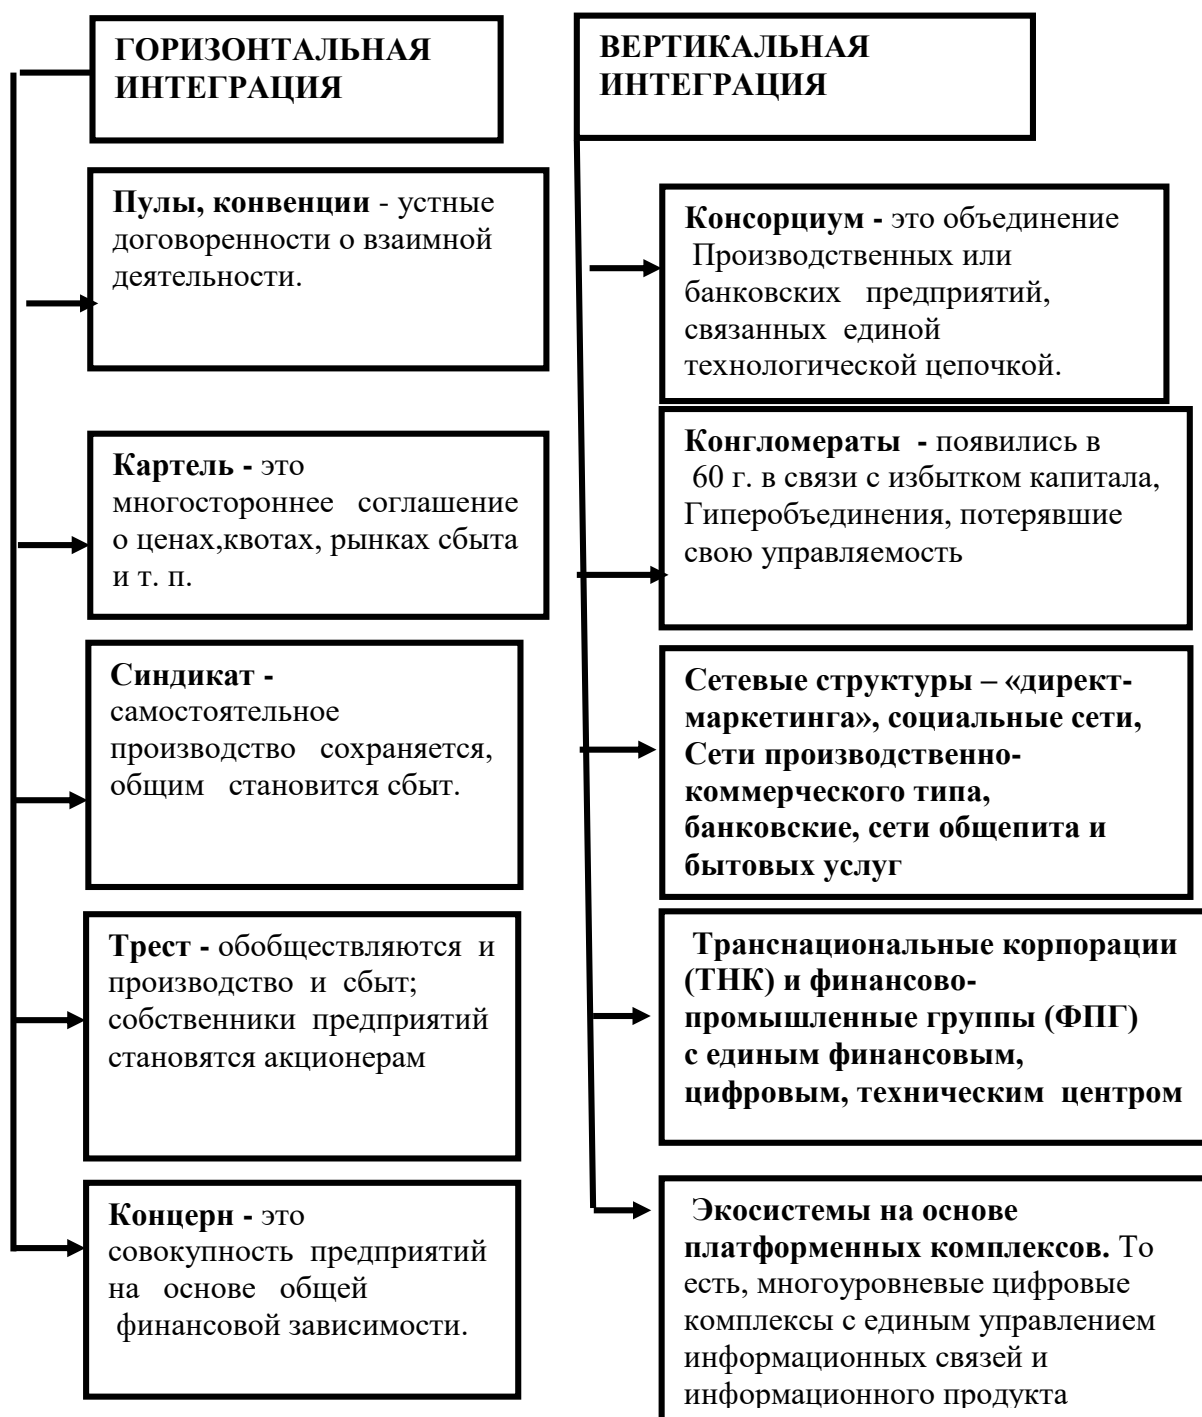 ГОРИЗОНТАЛЬНАЯ
ИНТЕГРАЦИЯ
Пулы, конвенции - устные
договоренности о взаимной
деятельности.
Картель - это
многостороннее соглашение
о ценах,квотах, рынках сбыта
и т. п.
Синдикат -
самостоятельное
производство сохраняется,
общим становится сбыт.
Трест - обобществляются и
производство и сбыт;
собственники предприятий
становятся акционерам
Концерн - это
совокупность предприятий
на основе общей
финансовой зависимости.
ВЕРТИКАЛЬНАЯ
ИНТЕГРАЦИЯ
Консорциум - это объединение
Производственных или
банковских предприятий,
связанных единой
технологической цепочкой.
Конгломераты - появились в
60 г. в связи с избытком капитала,
Гиперобъединения, потерявшие
свою управляемость
Сетевые структуры – «директ-
маркетинга», социальные сети,
Сети производственно-
коммерческого типа,
банковские, сети общепита и
бытовых услуг
Транснациональные корпорации
(ТНК) и финансово-
промышленные группы (ФПГ)
с единым финансовым,
цифровым, техническим центром
Экосистемы на основе
платформенных комплексов. То
есть, многоуровневые цифровые
комплексы с единым управлением
информационных связей и
информационного продукта